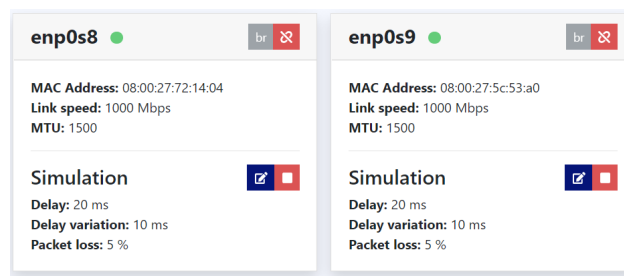 enp0s8
br
MAC Address: 08:00:27:72:14:04
Link speed: 1000 Mbps
MTU: 1500
Simulation
Delay: 20 ms
Delay variation: 10 ms
Packet loss: 5 %
enp0s9
br
MAC Address: 08:00:27:5c:53:a0
Link speed: 1000 Mbps
MTU: 1500
Simulation
Delay: 20 ms
Delay variation: 10 ms
Packet loss: 5 %